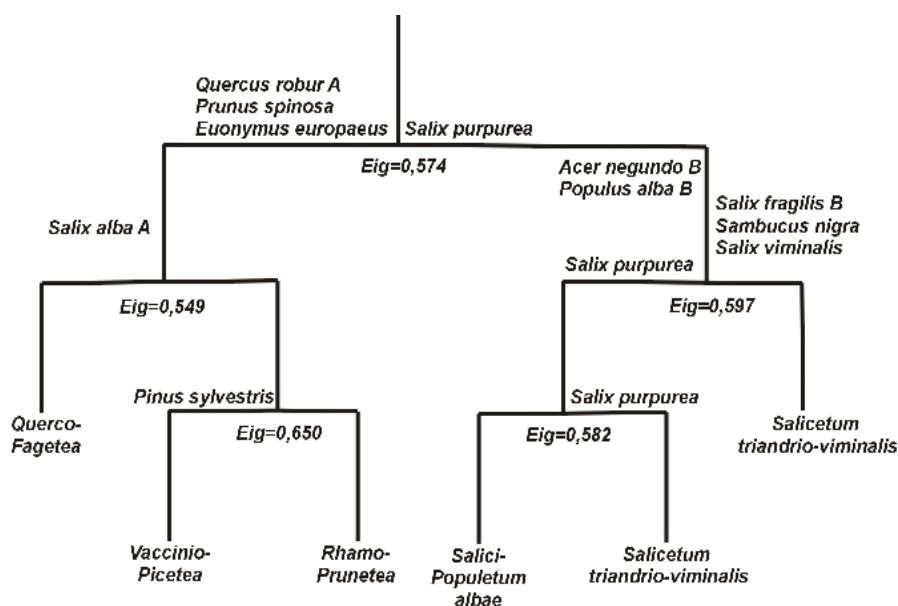 Quercus robur A
Prunus spinosa
Euonymus europaeus
Salix purpurea
Eig=0,574
Acer negundo B
Populus alba B
Salix fragilis B
Sambucus nigra
Salix viminalis
Salix alba A
Salix purpurea
Eig=0,549
Eig=0,597
Pinus sylvestris
Salix purpurea
Querco-
Fagetea
Eig=0,650
Eig=0,582
Salicetum
triandrio-viminalis
Vaccinio-
Picetea
Rhamo-
Prunetea
Salici-
Populetum
albae
Salicetum
triandrio-viminalis